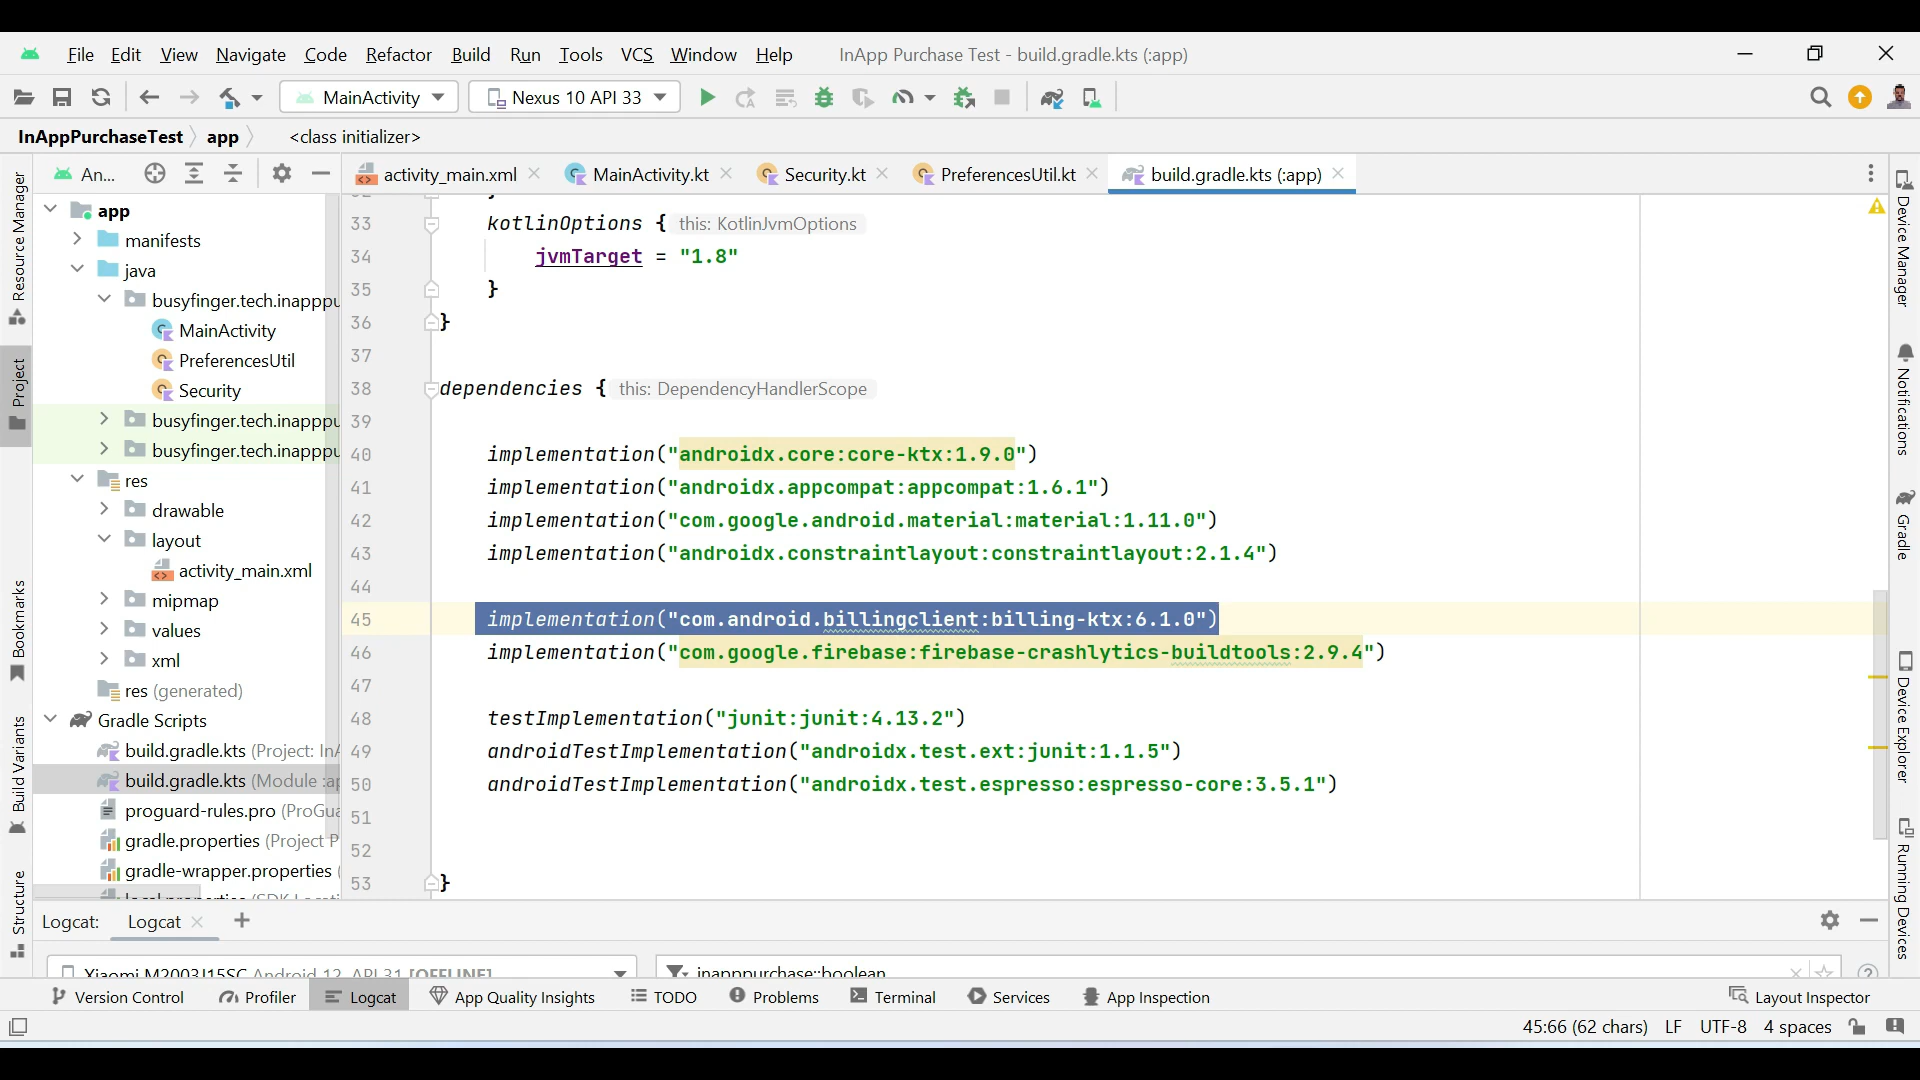 File Edit View Navigate Code Refactor Build Run Tools VCS Window Help InApp Purchase Test - build.gradle.kts (:app)
MainActivity Nexus 10 API 33
InAppPurchaseTest app <class initializer>
An... activity_main.xml MainActivity.kt Security.kt PreferencesUtil.kt build.gradle.kts (:app)
Resource Manager
Project
Bookmarks
Build Variants
Structure
app
manifests
java
busyfinger.tech.inapppu
MainActivity
PreferencesUtil
Security
busyfinger.tech.inapppu
busyfinger.tech.inapppu
res
drawable
layout
activity_main.xml
mipmap
values
xml
res (generated)
Gradle Scripts
build.gradle.kts (Project: InA
build.gradle.kts (Module :ap
proguard-rules.pro (ProGua
gradle.properties (Project P
gradle-wrapper.properties (
33 kotlinOptions { this: KotlinJvmOptions
34 jvmTarget = "1.8"
35 }
36 }
37
38 dependencies { this: DependencyHandlerScope
39
40 implementation("androidx.core:core-ktx:1.9.0")
41 implementation("androidx.appcompat:appcompat:1.6.1")
42 implementation("com.google.android.material:material:1.11.0")
43 implementation("androidx.constraintlayout:constraintlayout:2.1.4")
44
45 implementation("com.android.billingclient:billing-ktx:6.1.0")
46 implementation("com.google.firebase:firebase-crashlytics-buildtools:2.9.4")
47
48 testImplementation("junit:junit:4.13.2")
49 androidTestImplementation("androidx.test.ext:junit:1.1.5")
50 androidTestImplementation("androidx.test.espresso:espresso-core:3.5.1")
51
52
53 }
Device Manager
Notifications
Gradle
Device Explorer
Running Devices
Logcat: Logcat
Xiaomi M2003J15SC Android 12, API 31 [OFFLINE] inapppurchase::boolean
Version Control Profiler Logcat App Quality Insights TODO Problems Terminal Services App Inspection Layout Inspector
45:66 (62 chars) LF UTF-8 4 spaces